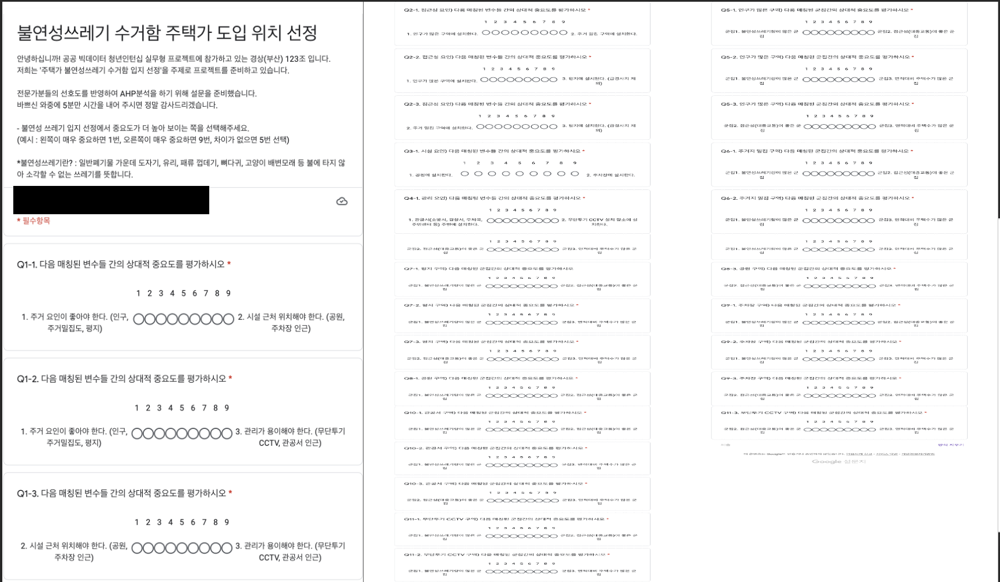 불연성쓰레기 수거함 주택가 도입 위치 선정
안녕하십니까! 공공 빅데이터 청년인턴십 실무형 프로젝트에 참가하고 있는 경상(부산) 123조 입니다.
저희는 '주택가 불연성쓰레기 수거함 입지 선정'을 주제로 프로젝트를 준비하고 있습니다.
전문가분들의 선호도를 반영하여 AHP분석을 하기 위해 설문을 준비했습니다.
바쁘신 와중에 5분만 시간을 내어 주시면 정말 감사드리겠습니다.
- 불연성 쓰레기 입지 선정에서 중요도가 더 높아 보이는 쪽을 선택해주세요.
(예시 : 왼쪽이 매우 중요하면 1번, 오른쪽이 매우 중요하면 9번, 차이가 없으면 5번 선택)
*불연성쓰레기란? : 일반폐기물 가운데 도자기, 유리, 패류 껍데기, 뼈다귀, 고양이 배변모래 등 불에 타지 않
아 소각할 수 없는 쓰레기를 뜻합니다.
* 필수항목
Q1-1. 다음 매칭된 변수들 간의 상대적 중요도를 평가하시오 *
1 2 3 4 5 6 7 8 9
1. 주거 요인이 좋아야 한다. (인구,
주거밀집도, 평지)
2. 시설 근처 위치해야 한다. (공원,
주차장 인근)
Q1-2. 다음 매칭된 변수들 간의 상대적 중요도를 평가하시오 *
1 2 3 4 5 6 7 8 9
1. 주거 요인이 좋아야 한다. (인구,
주거밀집도, 평지)
3. 관리가 용이해야 한다. (무단투기
CCTV, 관공서 인근)
Q1-3. 다음 매칭된 변수들 간의 상대적 중요도를 평가하시오 *
1 2 3 4 5 6 7 8 9
2. 시설 근처 위치해야 한다. (공원,
주차장 인근)
3. 관리가 용이해야 한다. (무단투기
CCTV, 관공서 인근)
Q2-1. 접근성 요인) 다음 매칭된 변수들 간의 상대적 중요도를 평가하시오 *
1 2 3 4 5 6 7 8 9
1. 인구가 많은 구역에 설치한다.
2. 주거 밀집 구역에 설치한다.
Q2-2. 접근성 요인) 다음 매칭된 변수들 간의 상대적 중요도를 평가하시오 *
1 2 3 4 5 6 7 8 9
1. 인구가 많은 구역에 설치한다.
3. 평지에 설치한다. (급경사지 제
외)
Q2-3. 접근성 요인) 다음 매칭된 변수들 간의 상대적 중요도를 평가하시오 *
1 2 3 4 5 6 7 8 9
2. 주거 밀집 구역에 설치한다.
3. 평지에 설치한다. (급경사지 제
외)
Q3-1. 시설 요인) 다음 매칭된 변수들 간의 상대적 중요도를 평가하시오 *
1 2 3 4 5 6 7 8 9
1. 공원에 설치한다.
2. 주차장에 설치한다.
Q4-1. 관리 요인) 다음 매칭된 변수들 간의 상대적 중요도를 평가하시오 *
1 2 3 4 5 6 7 8 9
1. 관공서(소방서, 경찰서, 우체국,
주민센터 등) 주변에 설치한다.
2. 무단투기 CCTV 설치 장소에 설
치한다.
1 2 3 4 5 6 7 8 9
군집2. 접근성(대중교통)이 좋은 군
집
군집3. 면적대비 주택수가 많은 군
집
Q7-1. 평지 구역) 다음 매칭된 군집간의 상대적 중요도를 평가하시오
1 2 3 4 5 6 7 8 9
군집1. 불연성쓰레기량이 많은 군
집
군집2. 접근성(대중교통)이 좋은 군
집
Q7-2. 평지 구역) 다음 매칭된 군집간의 상대적 중요도를 평가하시오 *
1 2 3 4 5 6 7 8 9
군집1. 불연성쓰레기량이 많은 군
집
군집3. 면적대비 주택수가 많은 군
집
Q7-3. 평지 구역) 다음 매칭된 군집간의 상대적 중요도를 평가하시오 *
1 2 3 4 5 6 7 8 9
군집2. 접근성(대중교통)이 좋은 군
집
군집3. 면적대비 주택수가 많은 군
집
Q8-1. 공원 구역) 다음 매칭된 군집간의 상대적 중요도를 평가하시오 *
1 2 3 4 5 6 7 8 9
군집1. 불연성쓰레기량이 많은 군
집
군집2. 접근성(대중교통)이 좋은 군
집
Q10-1. 관공서 구역) 다음 매칭된 군집간의 상대적 중요도를 평가하시오 *
1 2 3 4 5 6 7 8 9
군집1. 불연성쓰레기량이 많은 군
집
군집2. 접근성(대중교통)이 좋은 군
집
Q10-2. 관공서 구역) 다음 매칭된 군집간의 상대적 중요도를 평가하시오 *
1 2 3 4 5 6 7 8 9
군집1. 불연성쓰레기량이 많은 군
집
군집3. 면적대비 주택수가 많은 군
집
Q10-3. 관공서 구역) 다음 매칭된 군집간의 상대적 중요도를 평가하시오 *
1 2 3 4 5 6 7 8 9
군집2. 접근성(대중교통)이 좋은 군
집
군집3. 면적대비 주택수가 많은 군
집
Q11-1. 무단투기 CCTV 구역) 다음 매칭된 군집간의 상대적 중요도를 평가하시오 *
1 2 3 4 5 6 7 8 9
군집1. 불연성쓰레기량이 많은 군
집
군집2. 접근성(대중교통)이 좋은 군
집
Q11-2. 무단투기 CCTV 구역) 다음 매칭된 군집간의 상대적 중요도를 평가하시오 *
1 2 3 4 5 6 7 8 9
군집1. 불연성쓰레기량이 많은 군
집
군집3. 면적대비 주택수가 많은 군
집
Q5-1. 인구가 많은 구역) 다음 매칭된 군집간의 상대적 중요도를 평가하시오 *
1 2 3 4 5 6 7 8 9
군집1. 불연성쓰레기량이 많은 군
집
군집2. 접근성(대중교통)이 좋은 군
집
Q5-2. 인구가 많은 구역) 다음 매칭된 군집간의 상대적 중요도를 평가하시오 *
1 2 3 4 5 6 7 8 9
군집1. 불연성쓰레기량이 많은 군
집
군집3. 면적대비 주택수가 많은 군
집
Q5-3. 인구가 많은 구역) 다음 매칭된 군집간의 상대적 중요도를 평가하시오 *
1 2 3 4 5 6 7 8 9
군집2. 접근성(대중교통)이 좋은 군
집
군집3. 면적대비 주택수가 많은 군
집
Q6-1. 주거지 밀집 구역) 다음 매칭된 군집간의 상대적 중요도를 평가하시오 *
1 2 3 4 5 6 7 8 9
군집1. 불연성쓰레기량이 많은 군
집
군집2. 접근성(대중교통)이 좋은 군
집
Q6-2. 주거지 밀집 구역) 다음 매칭된 군집간의 상대적 중요도를 평가하시오 *
1 2 3 4 5 6 7 8 9
군집1. 불연성쓰레기량이 많은 군
집
군집3. 면적대비 주택수가 많은 군
집
1 2 3 4 5 6 7 8 9
군집1. 불연성쓰레기량이 많은 군
집
군집3. 면적대비 주택수가 많은 군
집
Q8-3. 공원 구역) 다음 매칭된 군집간의 상대적 중요도를 평가하시오 *
1 2 3 4 5 6 7 8 9
군집2. 접근성(대중교통)이 좋은 군
집
군집3. 면적대비 주택수가 많은 군
집
Q9-1. 주차장 구역) 다음 매칭된 군집간의 상대적 중요도를 평가하시오 *
1 2 3 4 5 6 7 8 9
군집1. 불연성쓰레기량이 많은 군
집
군집2. 접근성(대중교통)이 좋은 군
집
Q9-2. 주차장 구역) 다음 매칭된 군집간의 상대적 중요도를 평가하시오 *
1 2 3 4 5 6 7 8 9
군집1. 불연성쓰레기량이 많은 군
집
군집3. 면적대비 주택수가 많은 군
집
Q9-3. 주차장 구역) 다음 매칭된 군집간의 상대적 중요도를 평가하시오 *
1 2 3 4 5 6 7 8 9
군집2. 접근성(대중교통)이 좋은 군
집
군집3. 면적대비 주택수가 많은 군
집
Q11-3. 무단투기 CCTV 구역) 다음 매칭된 군집간의 상대적 중요도를 평가하시오 *
1 2 3 4 5 6 7 8 9
군집2. 접근성(대중교통)이 좋은 군
집
군집3. 면적대비 주택수가 많은 군
집
제출
양식 지우기
Google 설문지